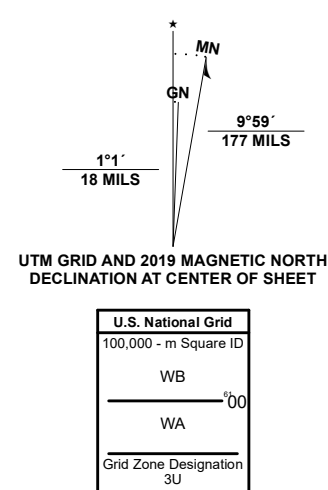 ★
MN
GN
9°59´
177 MILS
1°1´
18 MILS
UTM GRID AND 2019 MAGNETIC NORTH
DECLINATION AT CENTER OF SHEET
U.S. National Grid
100,000 - m Square ID
WB
6100
WA
Grid Zone Designation
3U